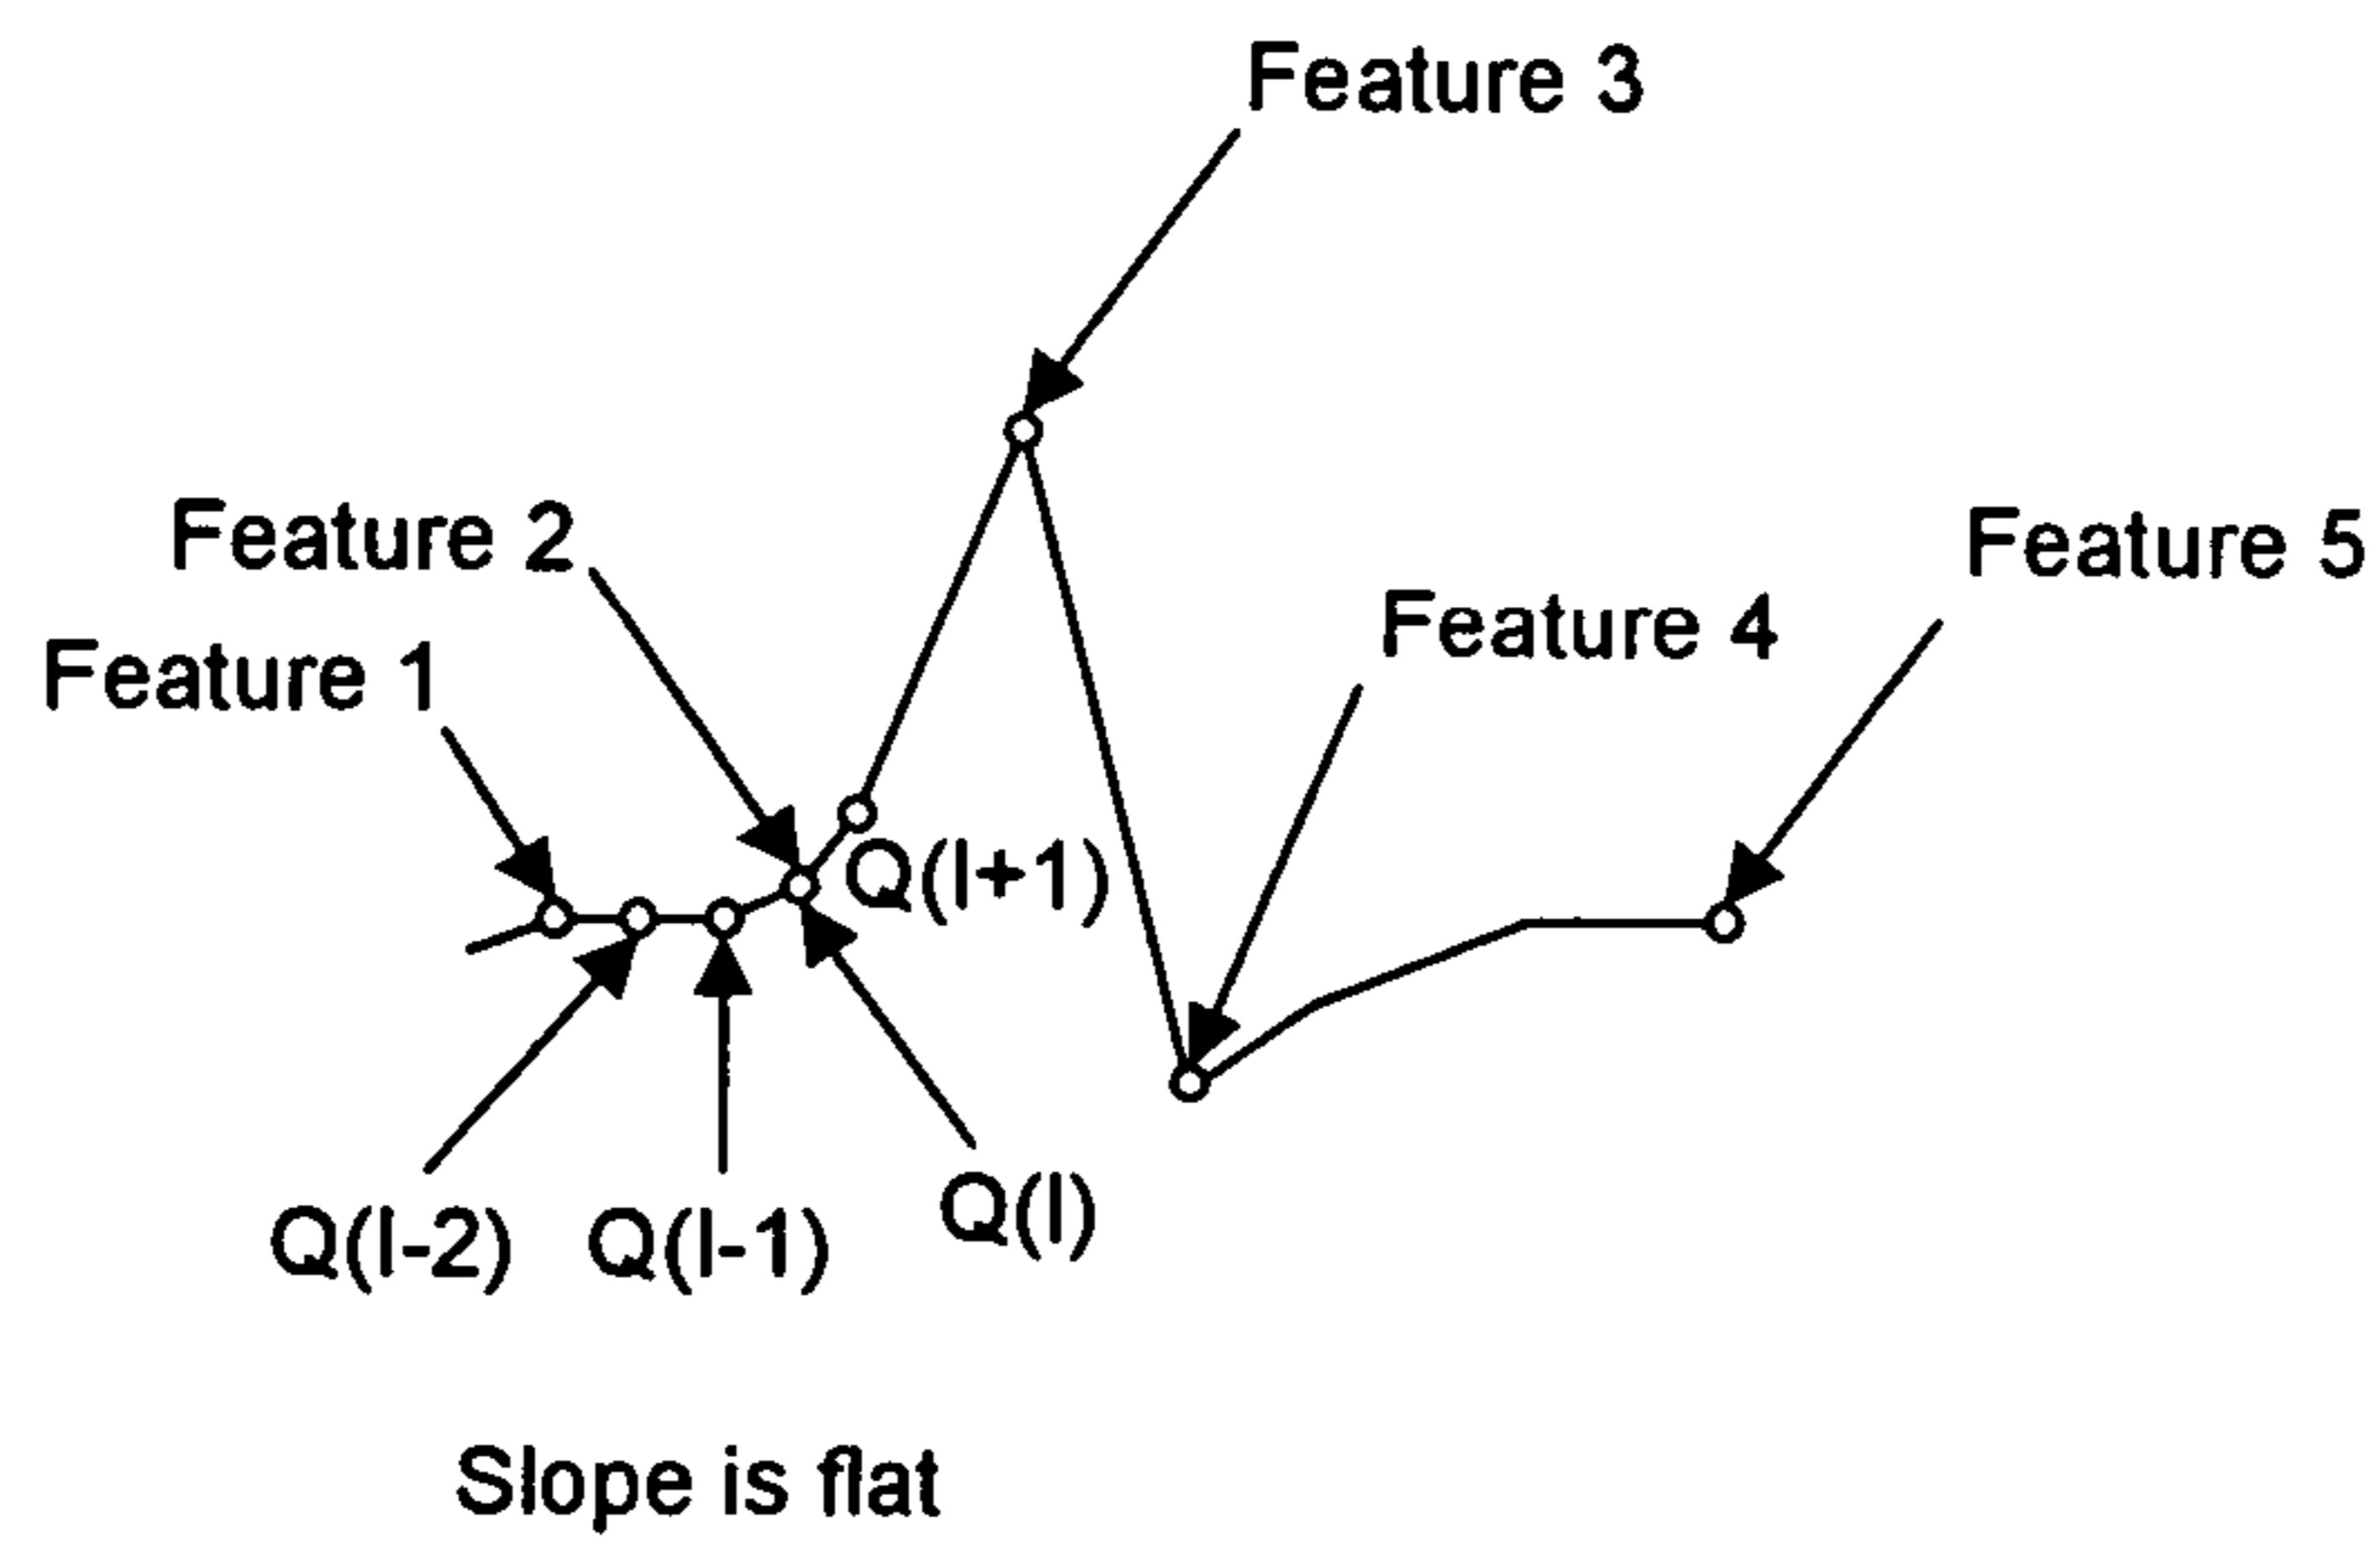 Feature 3
Feature 2
Feature 5
Feature 4
Feature 1
Q(I+1)
Q(I-2)
Q(I-1)
Q(I)
Slope is flat